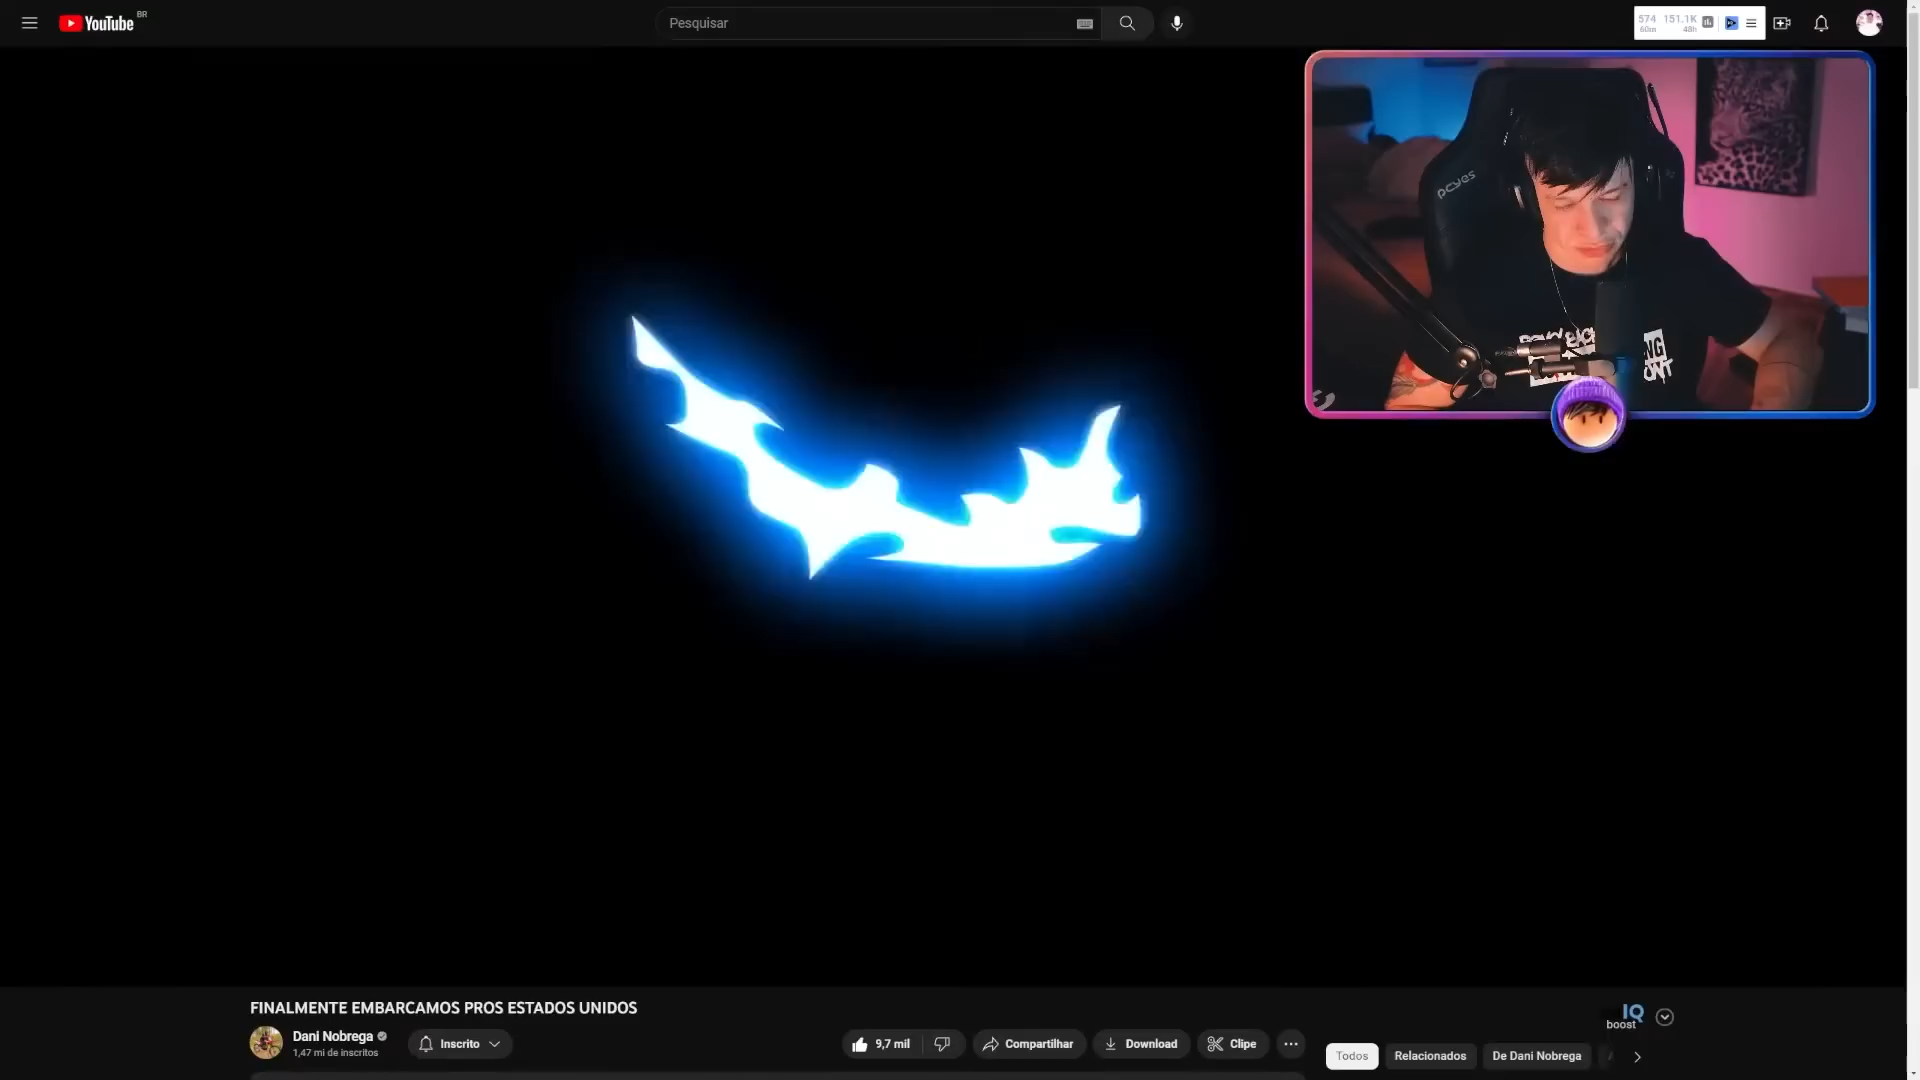 YouTube BR
Pesquisar
574 151.1K
60m 48h
pcyes
FINALMENTE EMBARCAMOS PROS ESTADOS UNIDOS
Dani Nobrega
1,47 mi de inscritos
Inscrito
9,7 mil
Compartilhar
Download
Clipe
IQ
boost
Todos
Relacionados
De Dani Nobrega